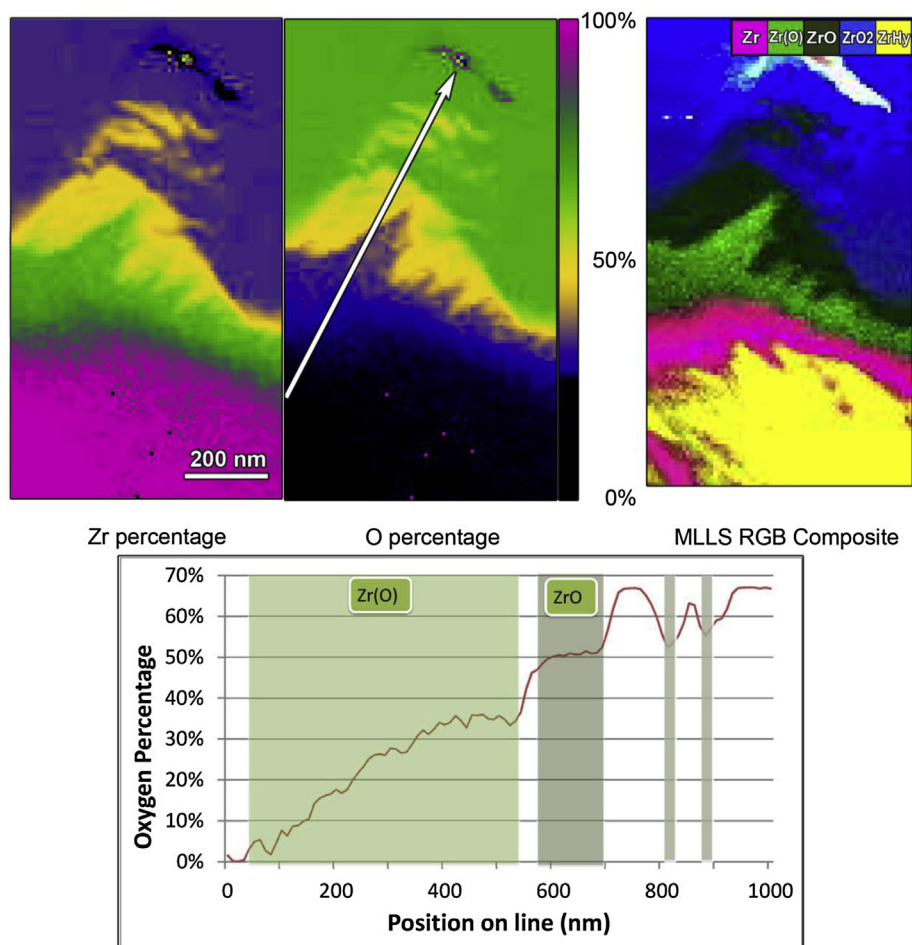 100%
50%
0%
Zr Zr(O) ZrO ZrO2 ZrHy
200 nm
Zr percentage
O percentage
MLLS RGB Composite
70%
60%
50%
40%
30%
20%
10%
0%
Oxygen Percentage
Zr(O)
ZrO
0 200 400 600 800 1000
Position on line (nm)